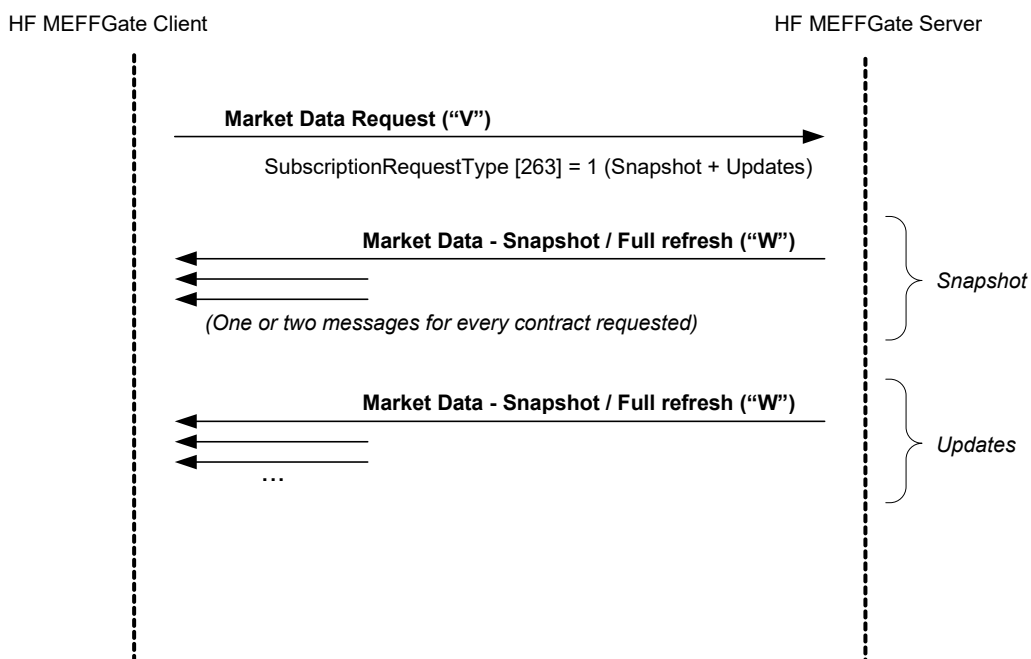 HF MEFFGate Client
HF MEFFGate Server
Market Data Request (“V”)
SubscriptionRequestType [263] = 1 (Snapshot + Updates)
Market Data - Snapshot / Full refresh (“W”)
Snapshot
(One or two messages for every contract requested)
Market Data - Snapshot / Full refresh (“W”)
Updates
...